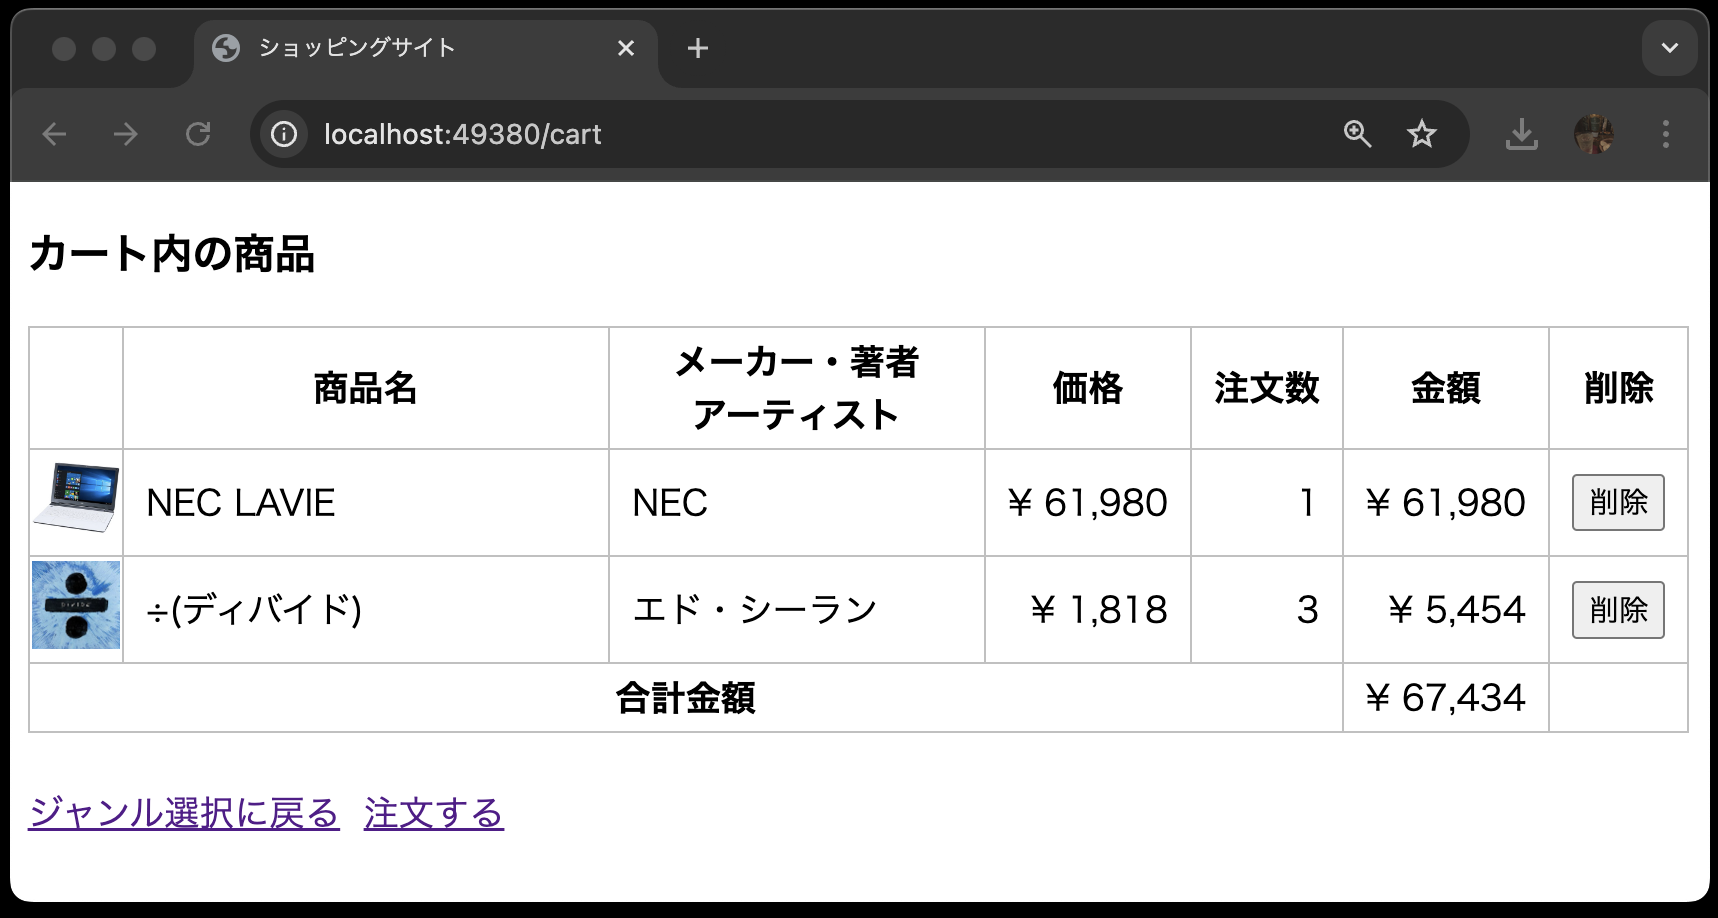 ショッピングサイト
localhost:49380/cart
カート内の商品
商品名
メーカー・著者
アーティスト
価格
注文数
金額
削除
NEC LAVIE
NEC
¥ 61,980
1
¥ 61,980
削除
DIVIDE
÷(ディバイド)
エド・シーラン
¥ 1,818
3
¥ 5,454
削除
合計金額
¥ 67,434
ジャンル選択に戻る 注文する